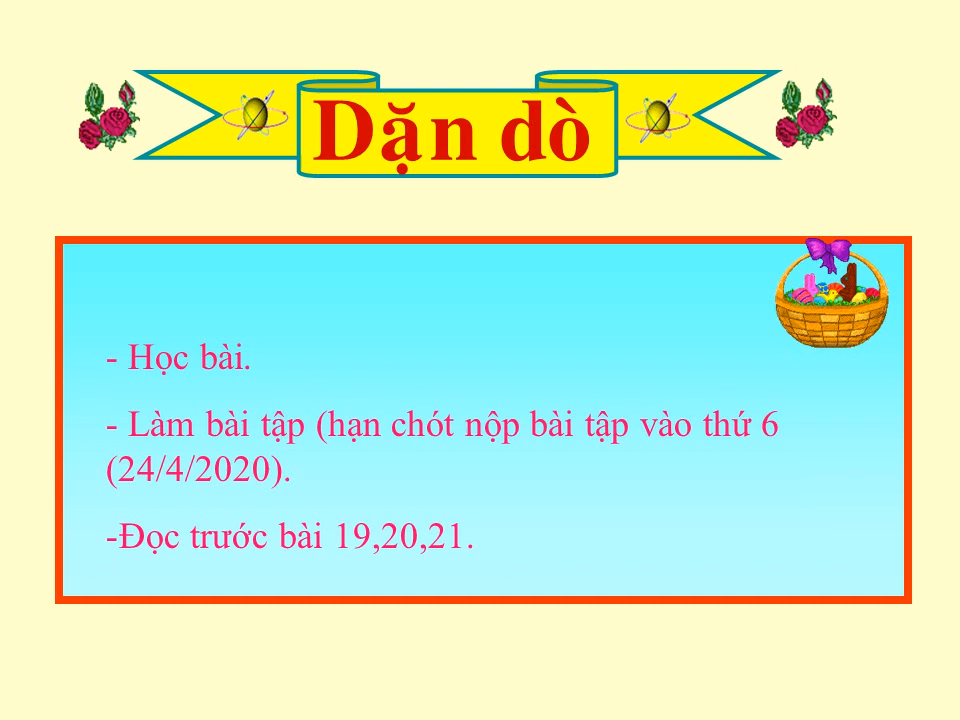 Dặn dò
- Học bài.
- Làm bài tập (hạn chót nộp bài tập vào thứ 6
(24/4/2020).
-Đọc trước bài 19,20,21.